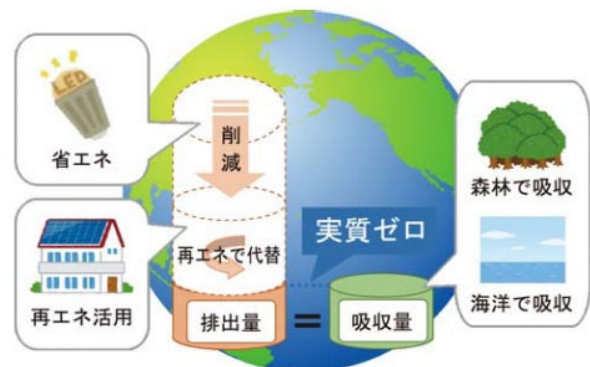 LED
省エネ
削
減
森林で吸収
再エネで代替
実質ゼロ
再エネ活用
海洋で吸収
排出量
=
吸収量